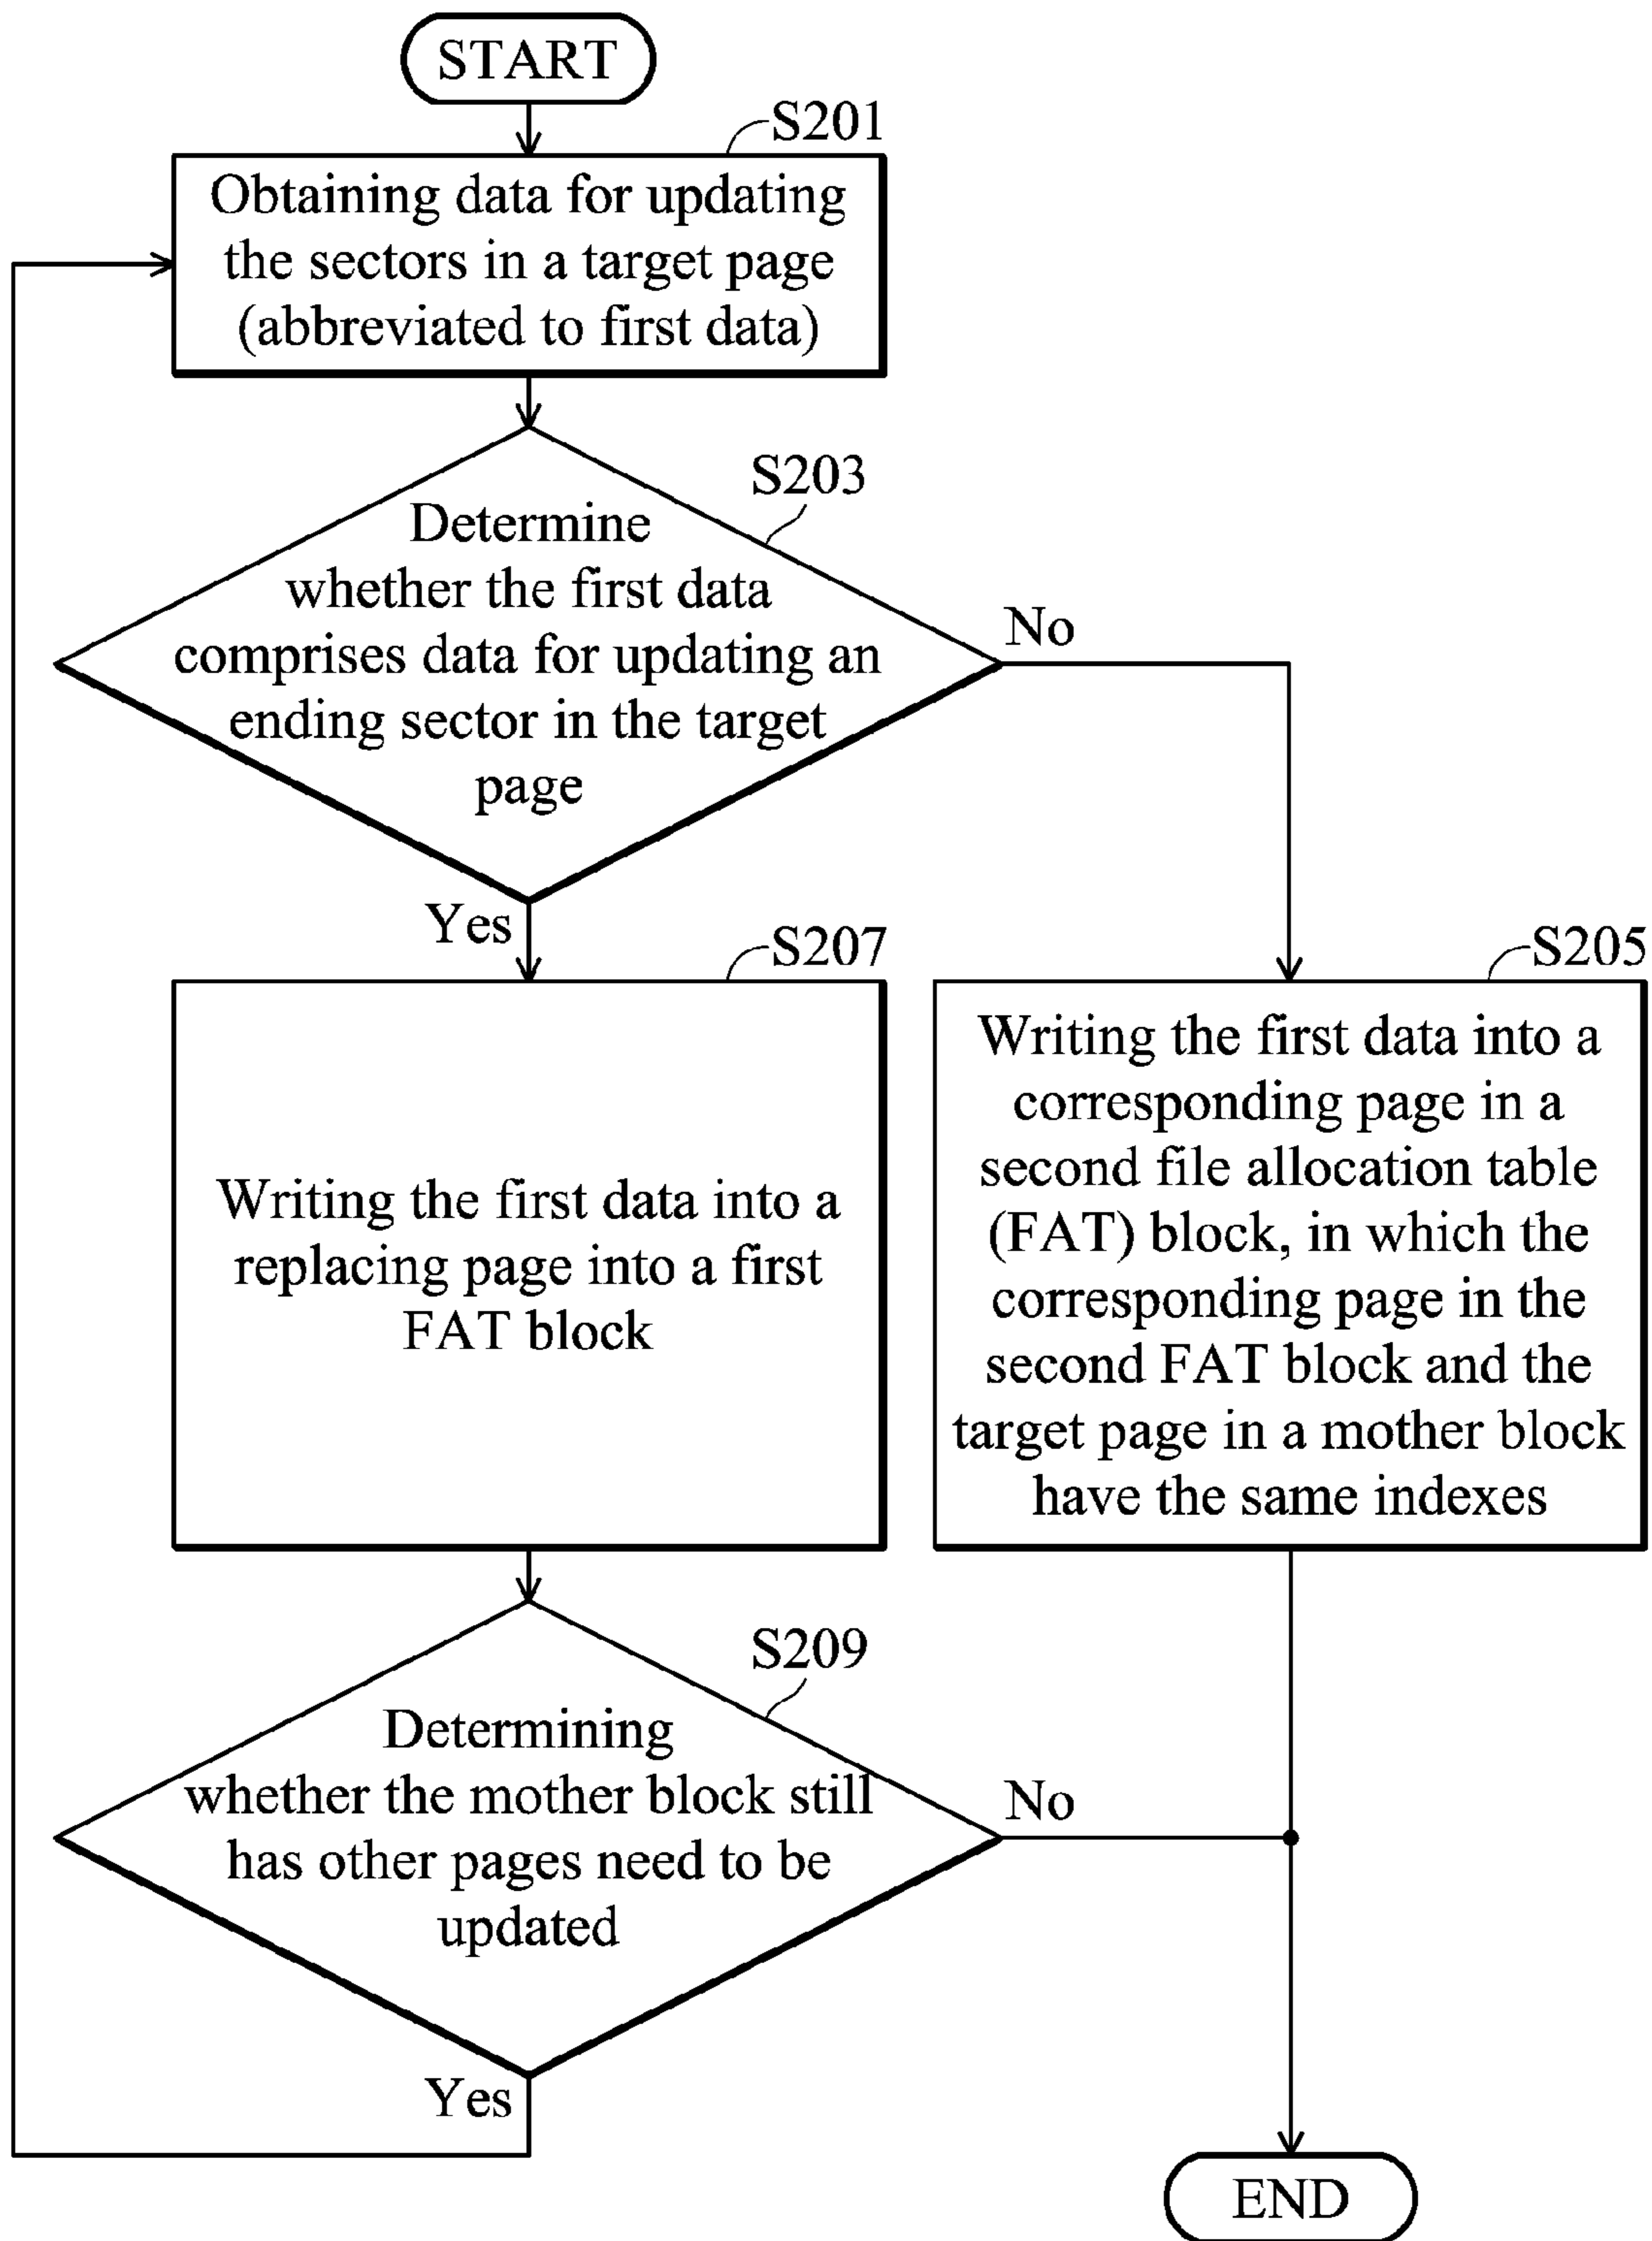 START
S201
Obtaining data for updating
the sectors in a target page
(abbreviated to first data)
S203
Determine
whether the first data
comprises data for updating an
ending sector in the target
page
No
Yes
S207
Writing the first data into a
replacing page into a first
FAT block
S205
Writing the first data into a
corresponding page in a
second file allocation table
(FAT) block, in which the
corresponding page in the
second FAT block and the
target page in a mother block
have the same indexes
S209
Determining
whether the mother block still
has other pages need to be
updated
No
Yes
END